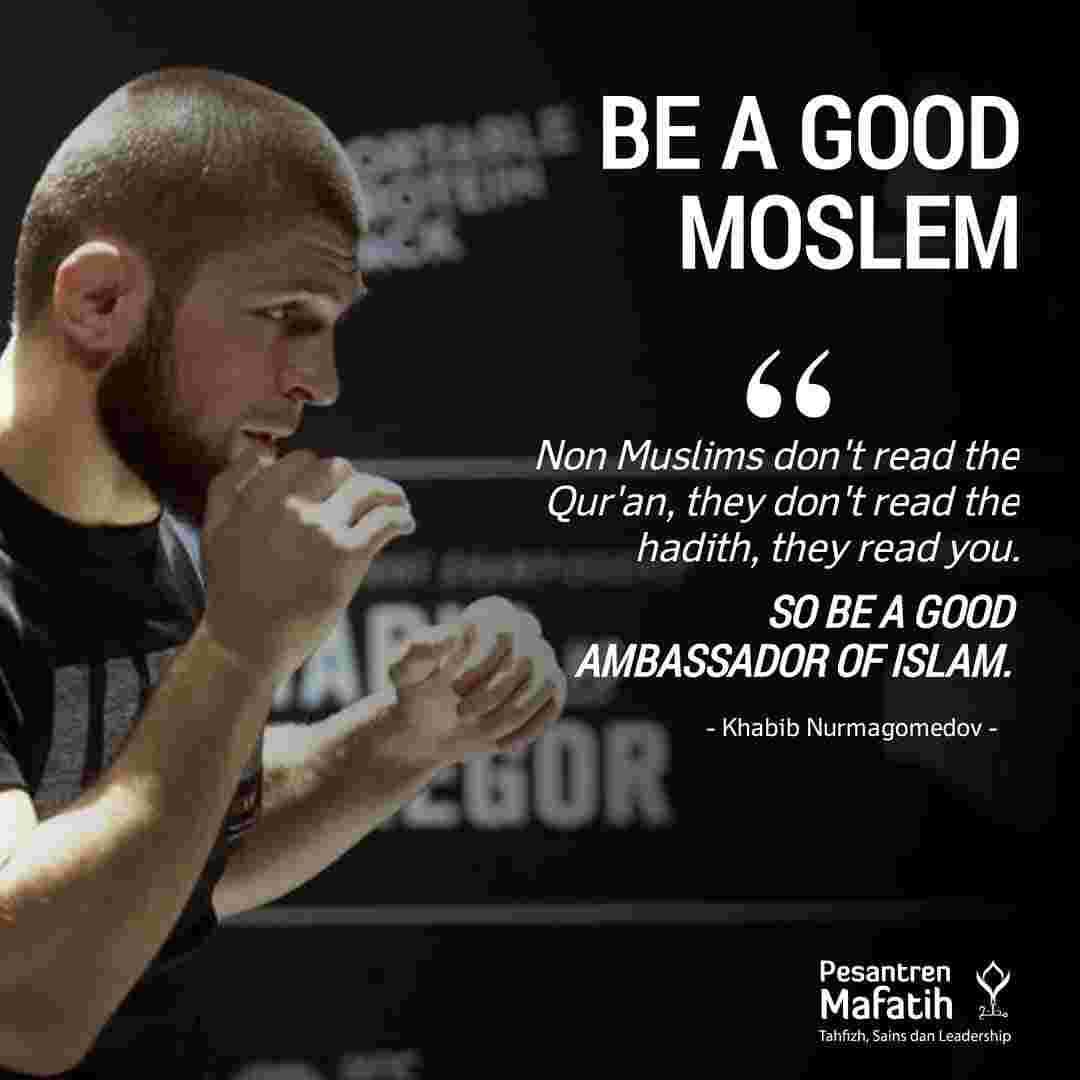 BE A GOOD
MOSLEM
“
Non Muslims don't read the
Qur'an, they don't read the
hadith, they read you.
SO BE A GOOD
AMBASSADOR OF ISLAM.
- Khabib Nurmagomedov -
Pesantren
Mafatih
Tahfizh, Sains dan Leadership